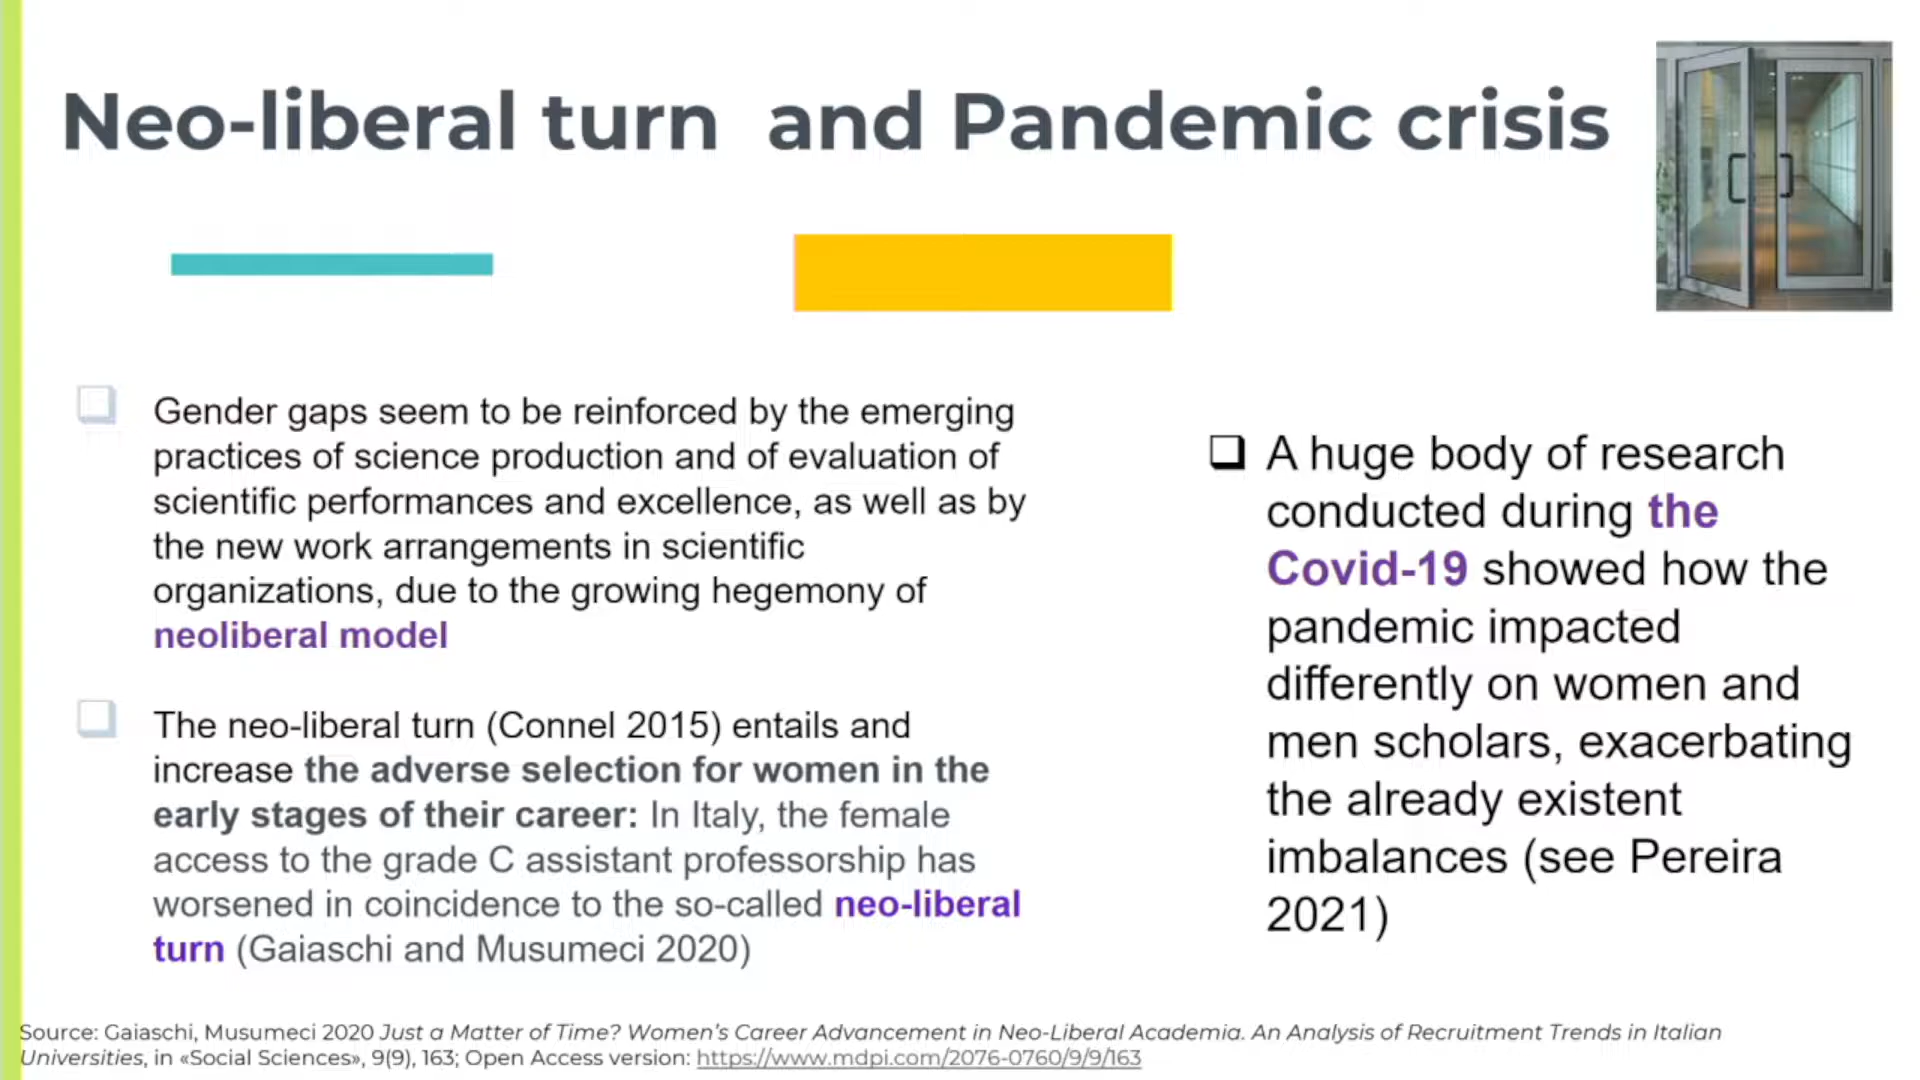 Neo-liberal turn and Pandemic crisis
Gender gaps seem to be reinforced by the emerging
practices of science production and of evaluation of
scientific performances and excellence, as well as by
the new work arrangements in scientific
organizations, due to the growing hegemony of
neoliberal model
The neo-liberal turn (Connel 2015) entails and
increase the adverse selection for women in the
early stages of their career: In Italy, the female
access to the grade C assistant professorship has
worsened in coincidence to the so-called neo-liberal
turn (Gaiaschi and Musumeci 2020)
A huge body of research
conducted during the
Covid-19 showed how the
pandemic impacted
differently on women and
men scholars, exacerbating
the already existent
imbalances (see Pereira
2021)
Source: Gaiaschi, Musumeci 2020 Just a Matter of Time? Women's Career Advancement in Neo-Liberal Academia. An Analysis of Recruitment Trends in Italian
Universities, in «Social Sciences», 9(9), 163; Open Access version: https://www.mdpi.com/2076-0760/9/9/163